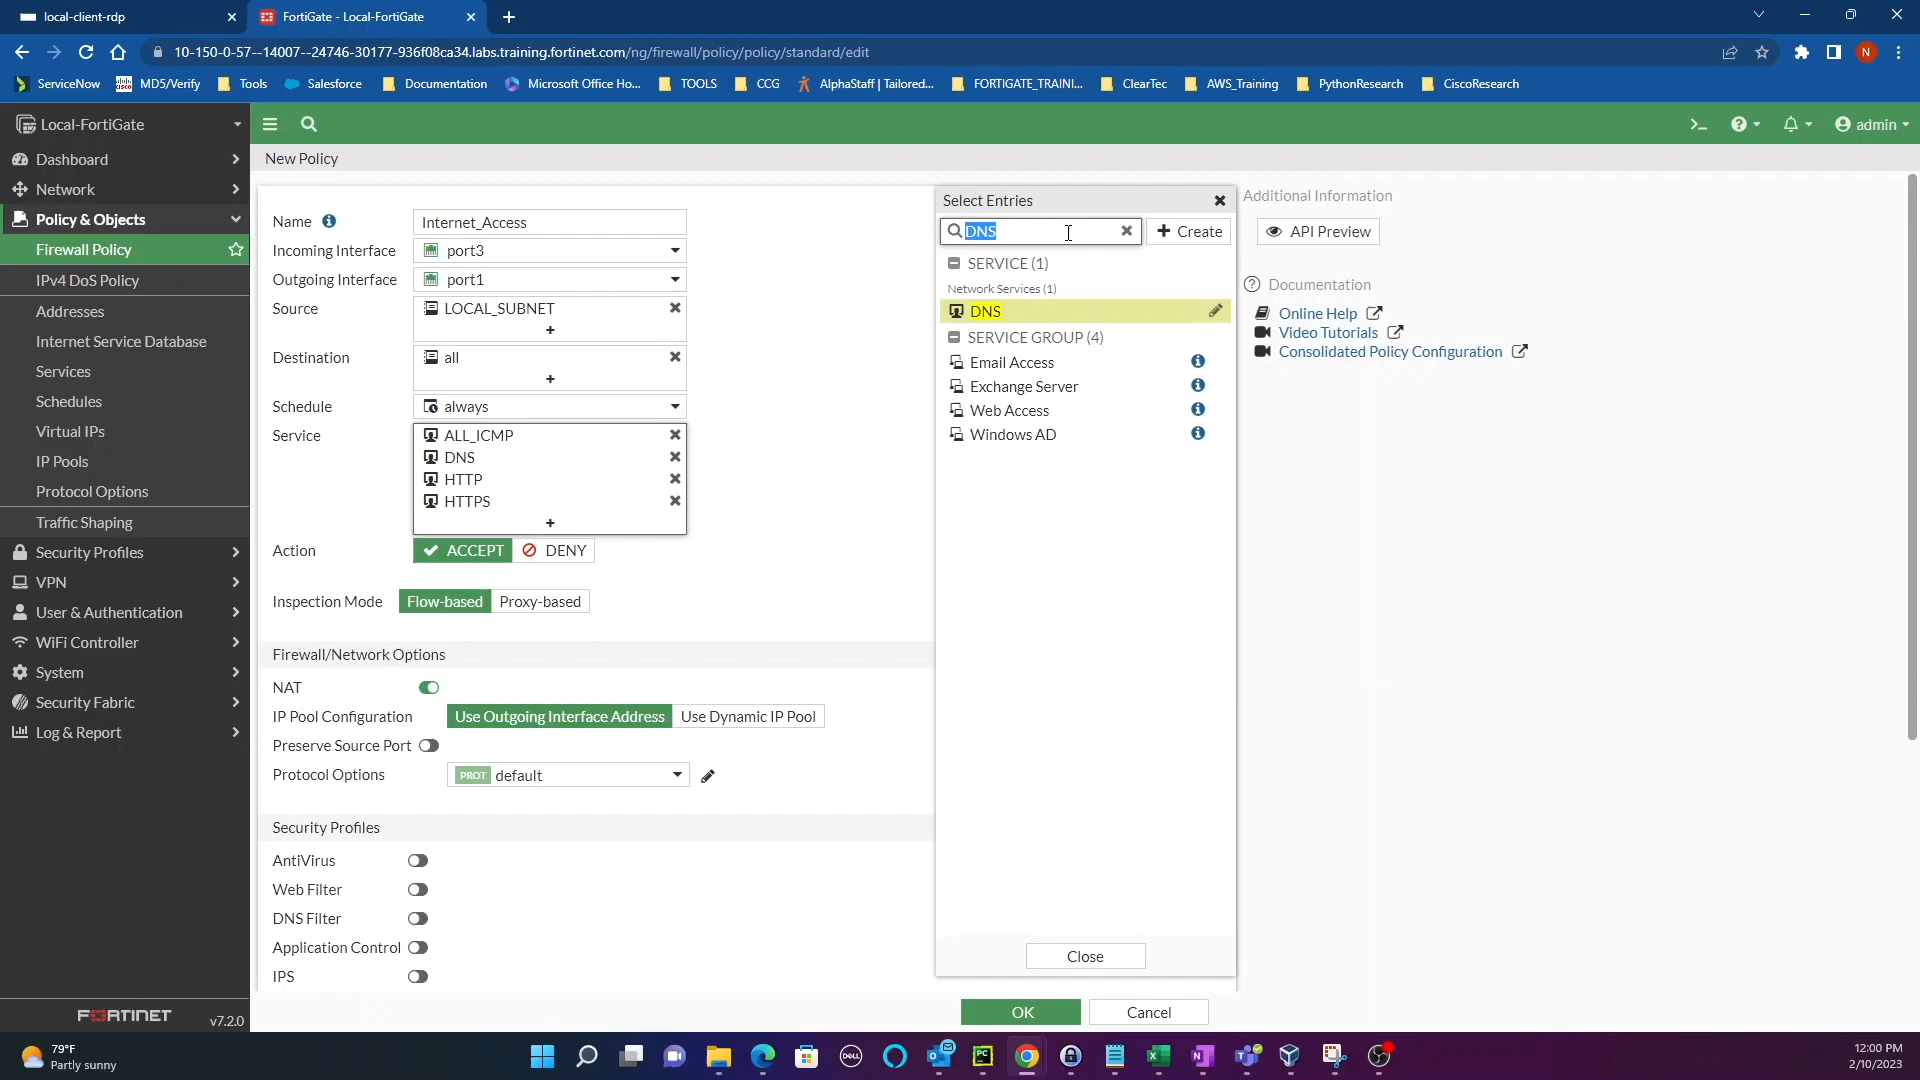 local-client-rdp
FortiGate - Local-FortiGate
10-150-0-57--14007--24746-30177-936f08ca34.labs.training.fortinet.com/ng/firewall/policy/policy/standard/edit
N
ServiceNow MD5/Verify Tools Salesforce Documentation Microsoft Office Ho... TOOLS CCG AlphaStaff | Tailored... FORTIGATE_TRAINI... ClearTec AWS_Training PythonResearch CiscoResearch
Local-FortiGate
admin
Dashboard
Network
Policy & Objects
Firewall Policy
IPv4 DoS Policy
Addresses
Internet Service Database
Services
Schedules
Virtual IPs
IP Pools
Protocol Options
Traffic Shaping
Security Profiles
VPN
User & Authentication
WiFi Controller
System
Security Fabric
Log & Report
FORTINET v7.2.0
New Policy
Name Internet_Access
Incoming Interface port3
Outgoing Interface port1
Source LOCAL_SUBNET
+
Destination all
+
Schedule always
Service ALL_ICMP
DNS
HTTP
HTTPS
+
Action ACCEPT DENY
Inspection Mode Flow-based Proxy-based
Firewall/Network Options
NAT
IP Pool Configuration Use Outgoing Interface Address Use Dynamic IP Pool
Preserve Source Port
Protocol Options PROT default
Security Profiles
AntiVirus
Web Filter
DNS Filter
Application Control
IPS
Select Entries
DNS
+ Create
SERVICE (1)
Network Services (1)
DNS
SERVICE GROUP (4)
Email Access
Exchange Server
Web Access
Windows AD
Close
OK Cancel
Additional Information
API Preview
Documentation
Online Help
Video Tutorials
Consolidated Policy Configuration
79°F
Partly sunny
DELL
PC
12:00 PM
2/10/2023